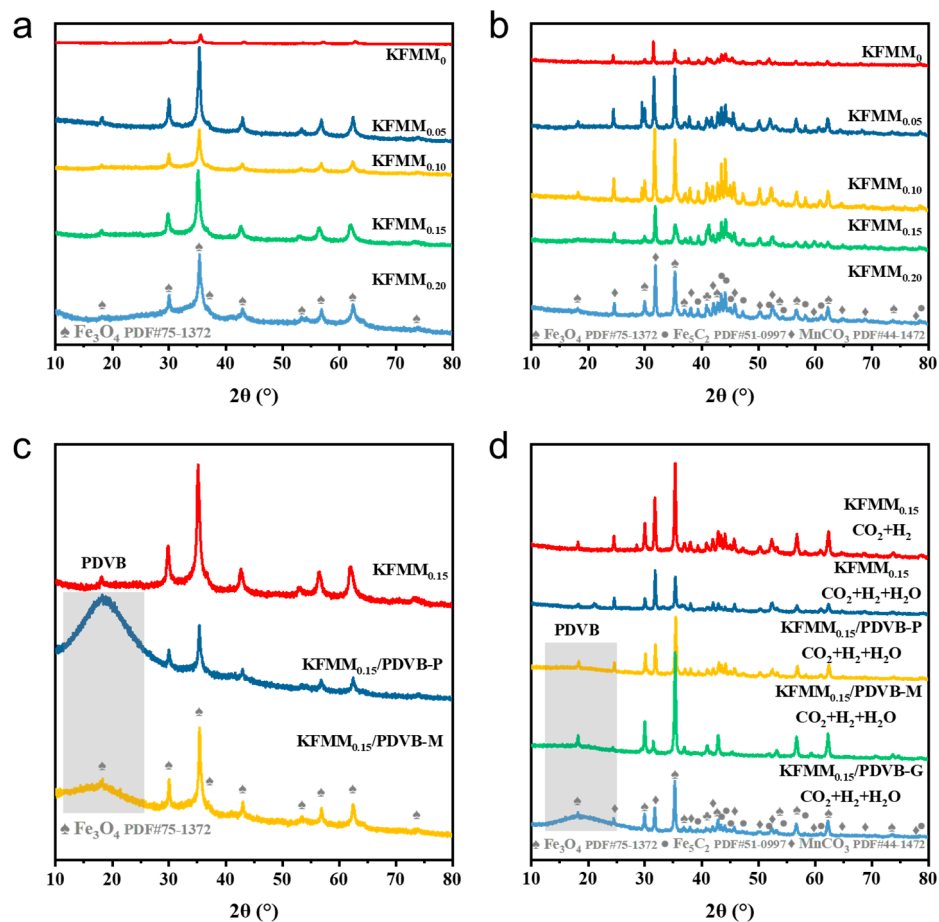 a
KFMM₀
KFMM₀.₀₅
KFMM₀.₁₀
KFMM₀.₁₅
KFMM₀.₂₀
♠ Fe₃O₄ PDF#75-1372
10 20 30 40 50 60 70 80
2θ (°)
b
KFMM₀
KFMM₀.₀₅
KFMM₀.₁₀
KFMM₀.₁₅
KFMM₀.₂₀
♠ Fe₃O₄ PDF#75-1372 ● Fe₅C₂ PDF#51-0997 ♦ MnCO₃ PDF#44-1472
10 20 30 40 50 60 70 80
2θ (°)
c
PDVB
KFMM₀.₁₅
KFMM₀.₁₅/PDVB-P
KFMM₀.₁₅/PDVB-M
♠ Fe₃O₄ PDF#75-1372
10 20 30 40 50 60 70 80
2θ (°)
d
KFMM₀.₁₅
CO₂+H₂
KFMM₀.₁₅
CO₂+H₂+H₂O
PDVB
KFMM₀.₁₅/PDVB-P
CO₂+H₂+H₂O
KFMM₀.₁₅/PDVB-M
CO₂+H₂+H₂O
KFMM₀.₁₅/PDVB-G
CO₂+H₂+H₂O
♠ Fe₃O₄ PDF#75-1372 ● Fe₅C₂ PDF#51-0997 ♦ MnCO₃ PDF#44-1472
10 20 30 40 50 60 70 80
2θ (°)